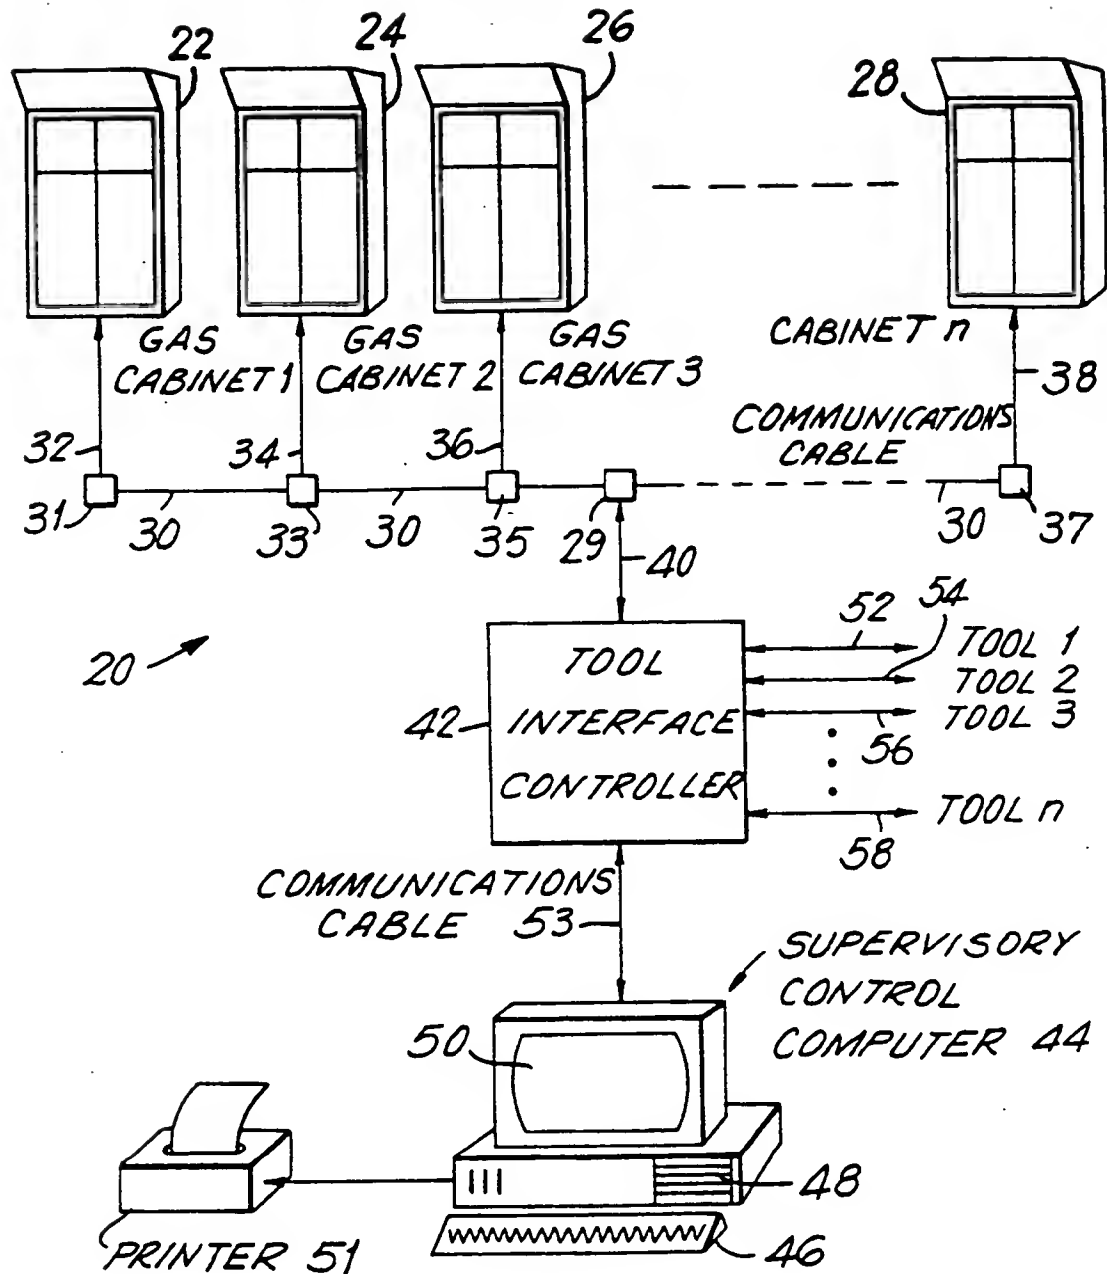 22
24
26
28
GAS CABINET 1
GAS CABINET 2
GAS CABINET 3
CABINET n
32
34
36
38
COMMUNICATIONS CABLE
31
30
33
30
35
29
30
37
40
20
42
TOOL INTERFACE CONTROLLER
52
54
TOOL 1
TOOL 2
TOOL 3
56
TOOL n
58
COMMUNICATIONS CABLE 53
SUPERVISORY CONTROL COMPUTER 44
50
48
46
PRINTER 51